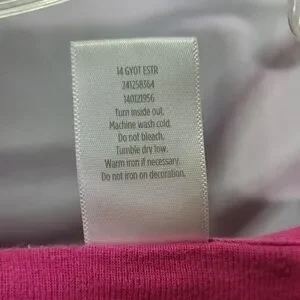 14 GYOT ESTR
241258364
140121956
Turn inside out.
Machine wash cold.
Do not bleach.
Tumble dry low.
Warm iron if necessary.
Do not iron on decoration.